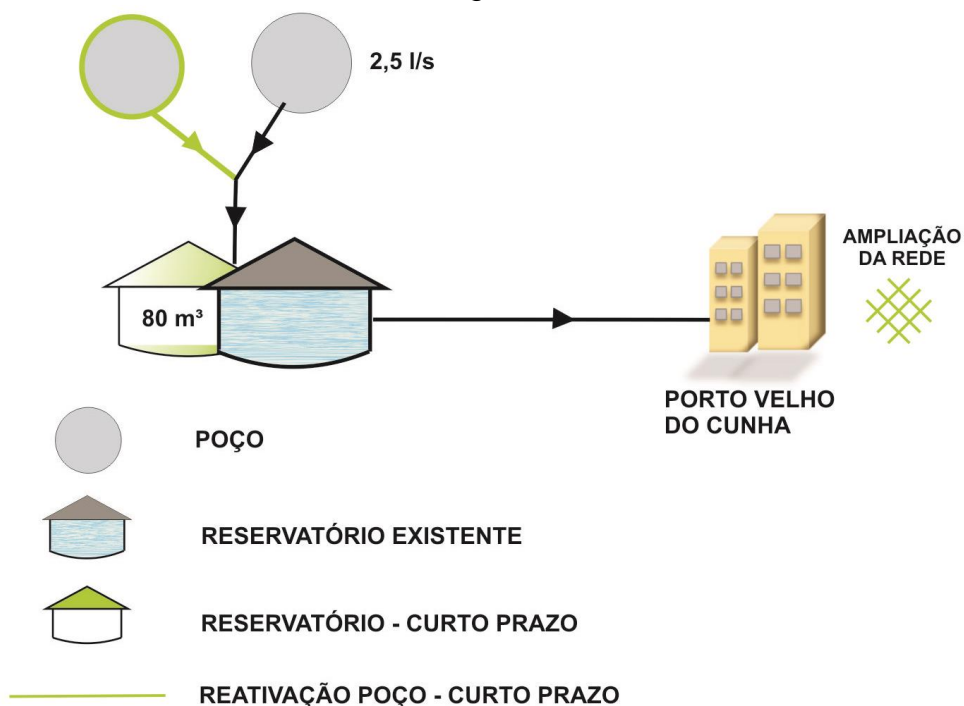 2,5 l/s
AMPLIAÇÃO
DA REDE
80 m³
PORTO VELHO
DO CUNHA
POÇO
RESERVATÓRIO EXISTENTE
RESERVATÓRIO - CURTO PRAZO
REATIVAÇÃO POÇO - CURTO PRAZO